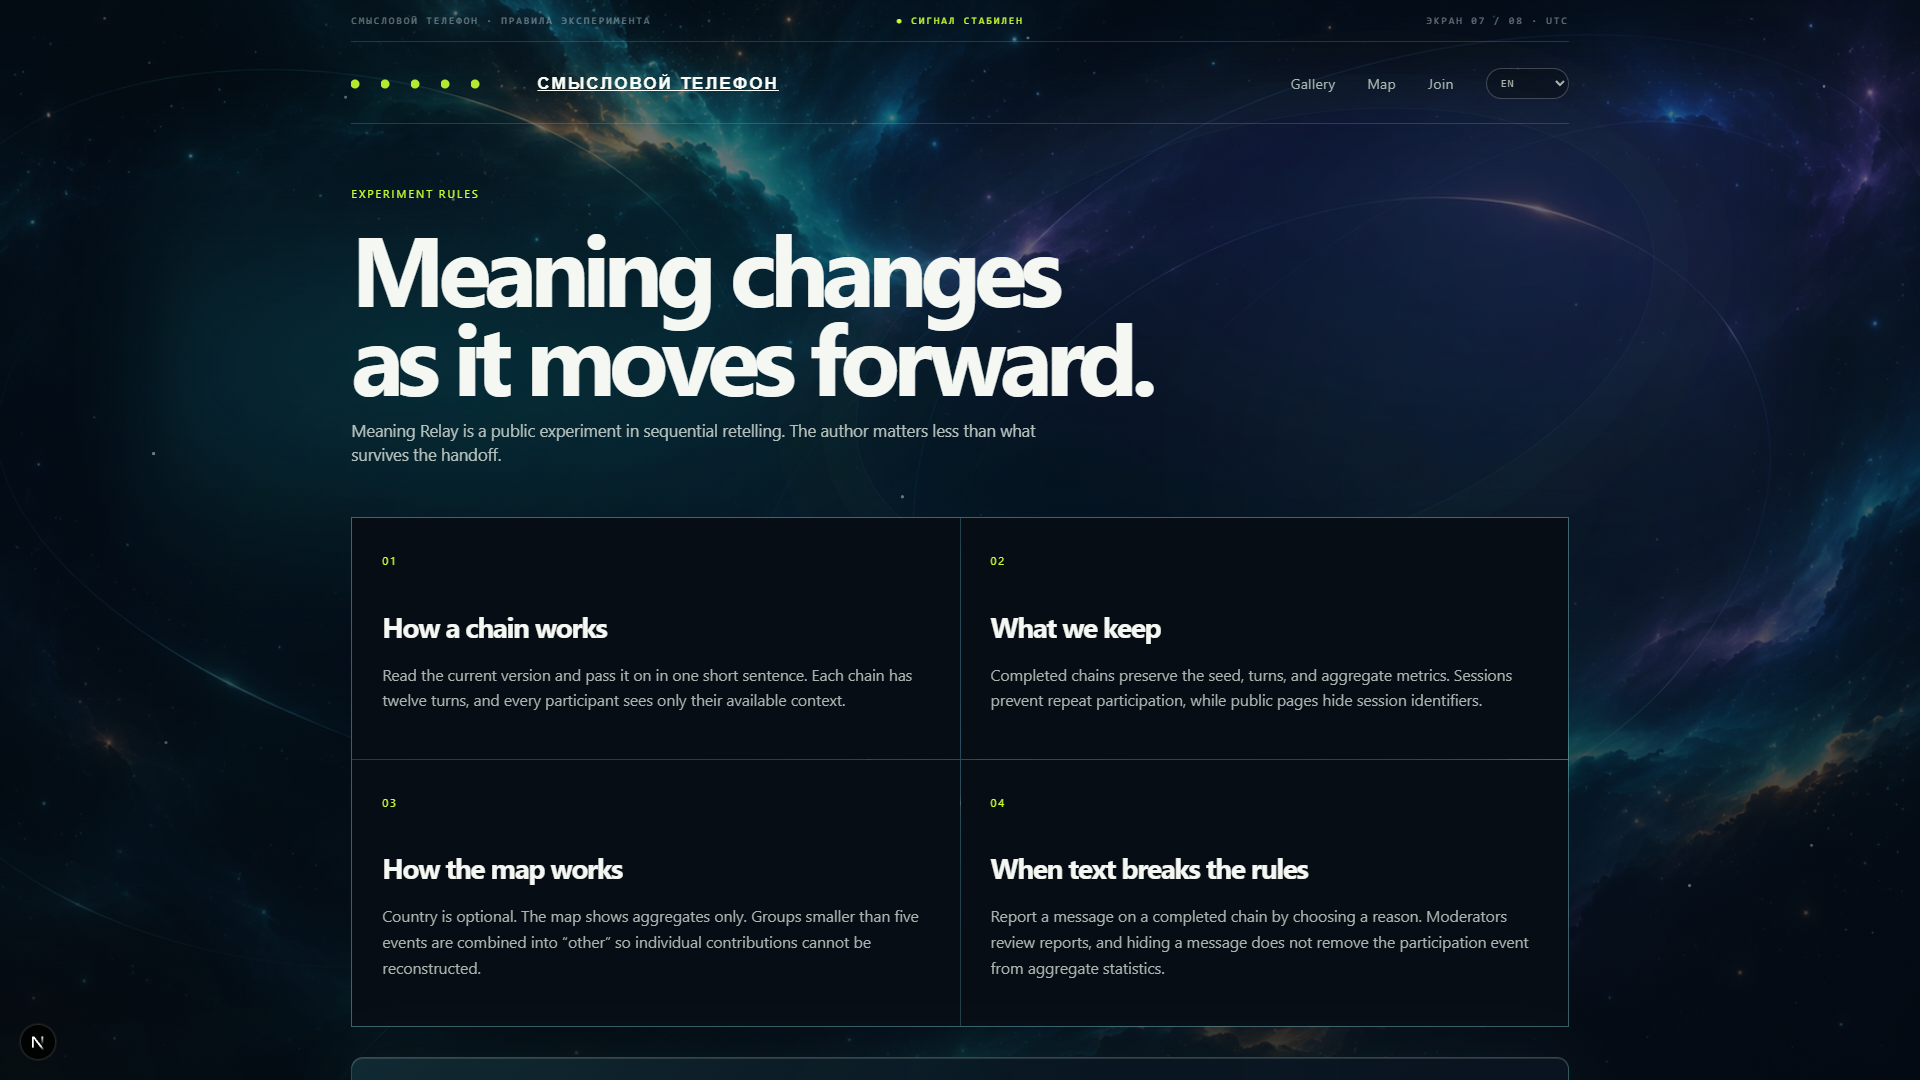 СМЫСЛОВОЙ ТЕЛЕФОН · ПРАВИЛА ЭКСПЕРИМЕНТА
СИГНАЛ СТАБИЛЕН
ЭКРАН 07 / 08 · UTC
СМЫСЛОВОЙ ТЕЛЕФОН
Gallery
Map
Join
EN
EXPERIMENT RULES
Meaning changes
as it moves forward.
Meaning Relay is a public experiment in sequential retelling. The author matters less than what
survives the handoff.
01
How a chain works
Read the current version and pass it on in one short sentence. Each chain has
twelve turns, and every participant sees only their available context.
02
What we keep
Completed chains preserve the seed, turns, and aggregate metrics. Sessions
prevent repeat participation, while public pages hide session identifiers.
03
How the map works
Country is optional. The map shows aggregates only. Groups smaller than five
events are combined into “other” so individual contributions cannot be
reconstructed.
04
When text breaks the rules
Report a message on a completed chain by choosing a reason. Moderators
review reports, and hiding a message does not remove the participation event
from aggregate statistics.
N